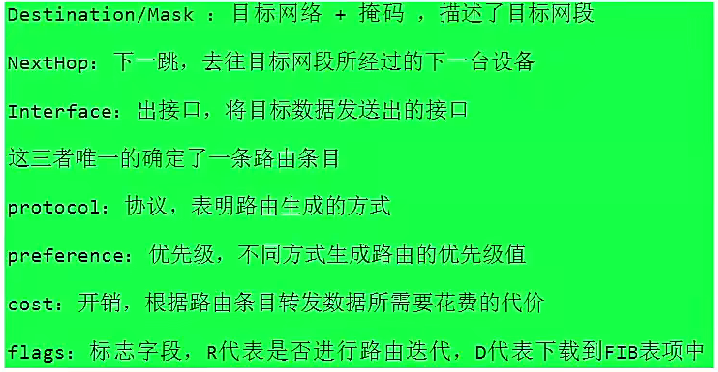 Destination/Mask ：目标网络 + 掩码 ，描述了目标网段
NextHop：下一跳，去往目标网段所经过的下一台设备
Interface：出接口，将目标数据发送出的接口
这三者唯一的确定了一条路由条目
protocol：协议，表明路由生成的方式
preference：优先级，不同方式生成路由的优先级值
cost：开销，根据路由条目转发数据所需要花费的代价
flags：标志字段，R代表是否进行路由迭代，D代表下载到FIB表项中